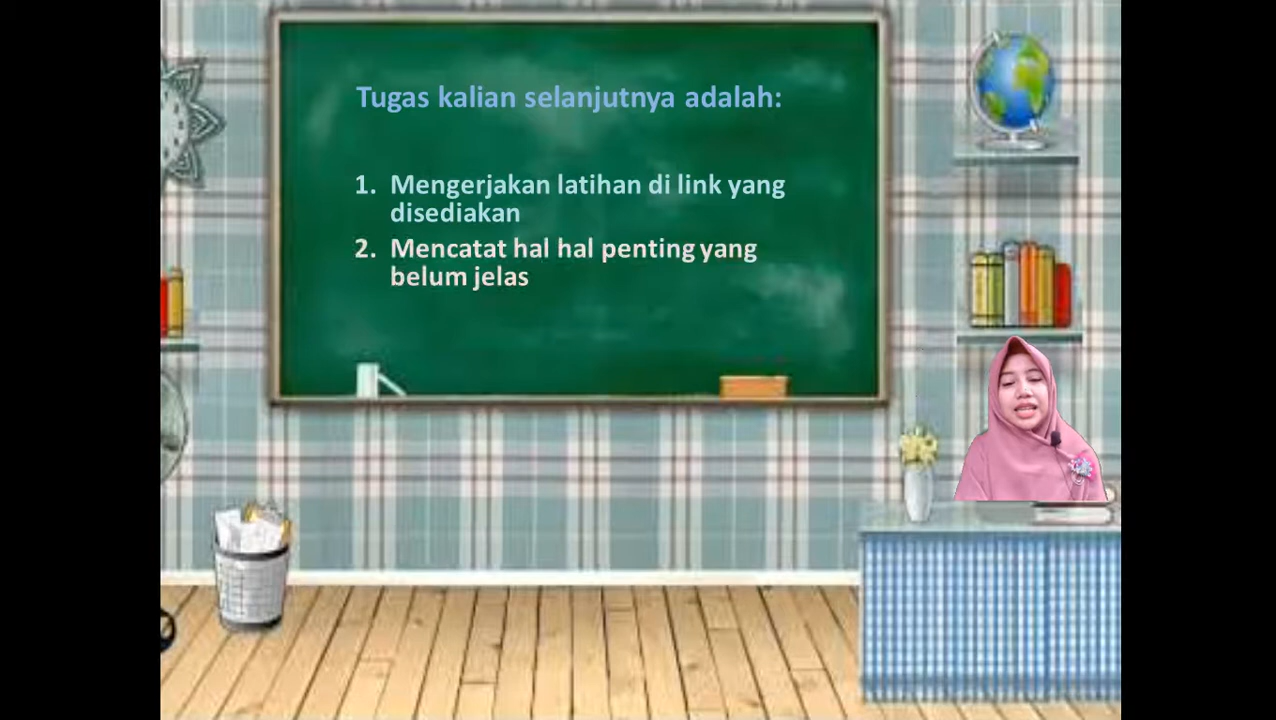 Tugas kalian selanjutnya adalah:
1. Mengerjakan latihan di link yang
disediakan
2. Mencatat hal hal penting yang
belum jelas